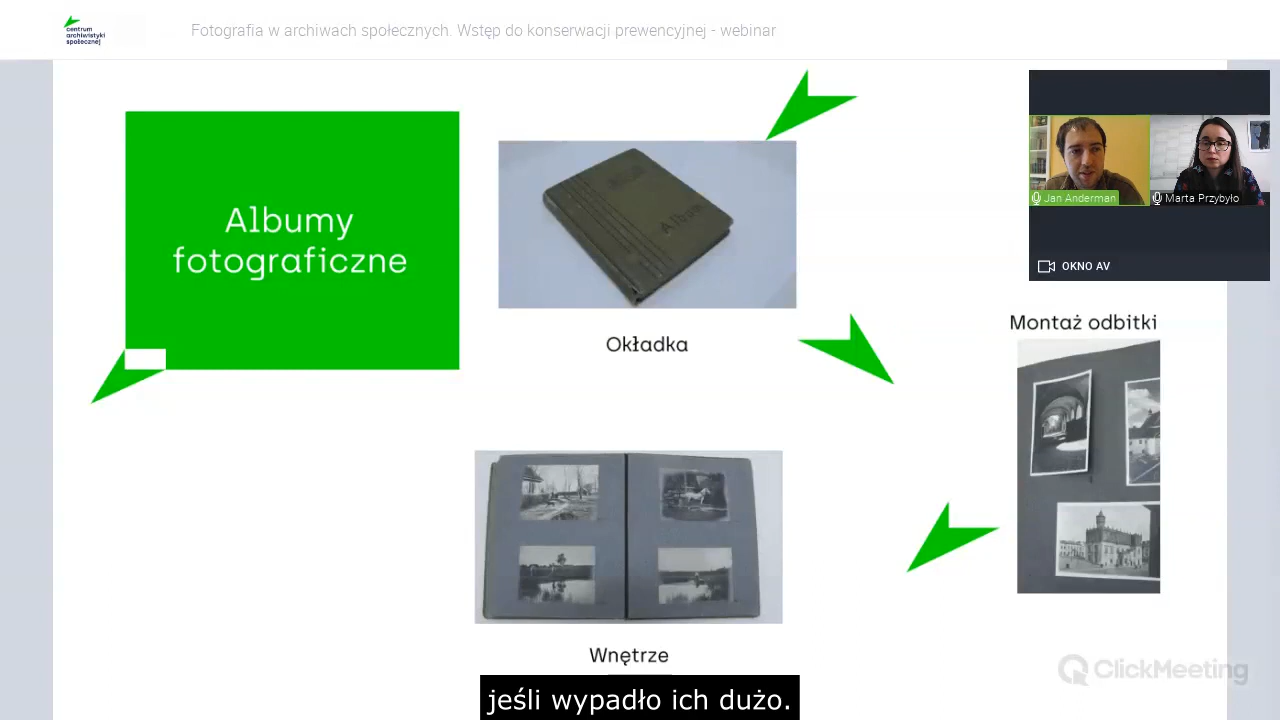 centrum
archiwistyki
społecznej
Fotografia w archiwach społecznych. Wstęp do konserwacji prewencyjnej - webinar
Albumy
fotograficzne
Album
Okładka
Jan Anderman
Marta Przybyło
OKNO AV
Montaż odbitki
Wnętrze
ClickMeeting
jeśli wypadło ich dużo.